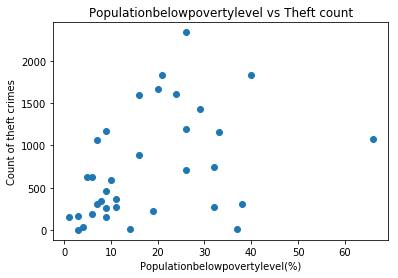 Populationbelowpovertylevel vs Theft count
2000
1500
1000
500
0
Count of theft crimes
0 10 20 30 40 50 60
Populationbelowpovertylevel(%)